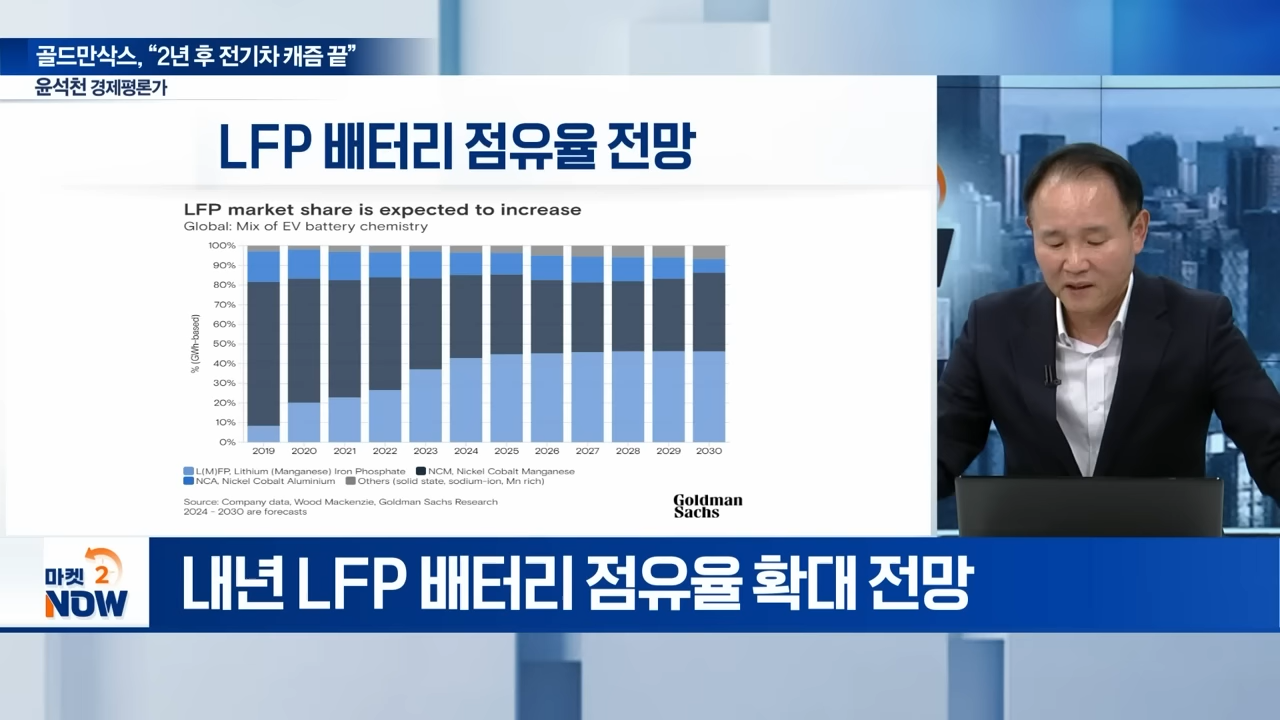 골드만삭스, “2년 후 전기차 캐즘 끝”
윤석천 경제평론가
LFP 배터리 점유율 전망
LFP market share is expected to increase
Global: Mix of EV battery chemistry
% (GWh-based)
100%
90%
80%
70%
60%
50%
40%
30%
20%
10%
0%
2019 2020 2021 2022 2023 2024 2025 2026 2027 2028 2029 2030
L(M)FP, Lithium (Manganese) Iron Phosphate NCM, Nickel Cobalt Manganese
NCA, Nickel Cobalt Aluminium Others (solid state, sodium-ion, Mn rich)
Source: Company data, Wood Mackenzie, Goldman Sachs Research
2024 - 2030 are forecasts
Goldman
Sachs
마켓 2
NOW
내년 LFP 배터리 점유율 확대 전망